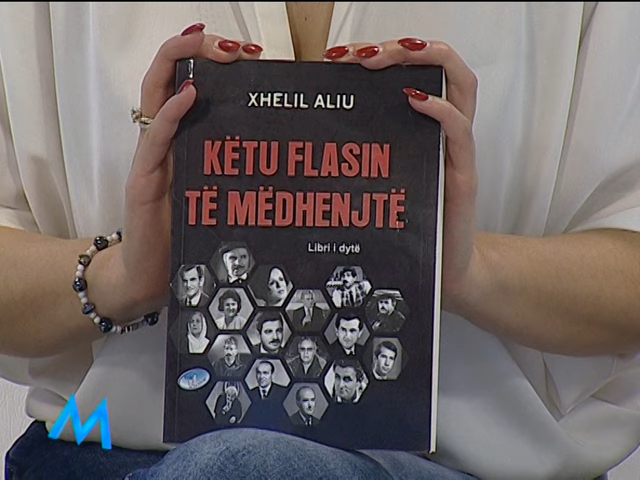 XHELIL ALIU
KËTU FLASIN
TË MËDHENJTË
Libri i dytë
M